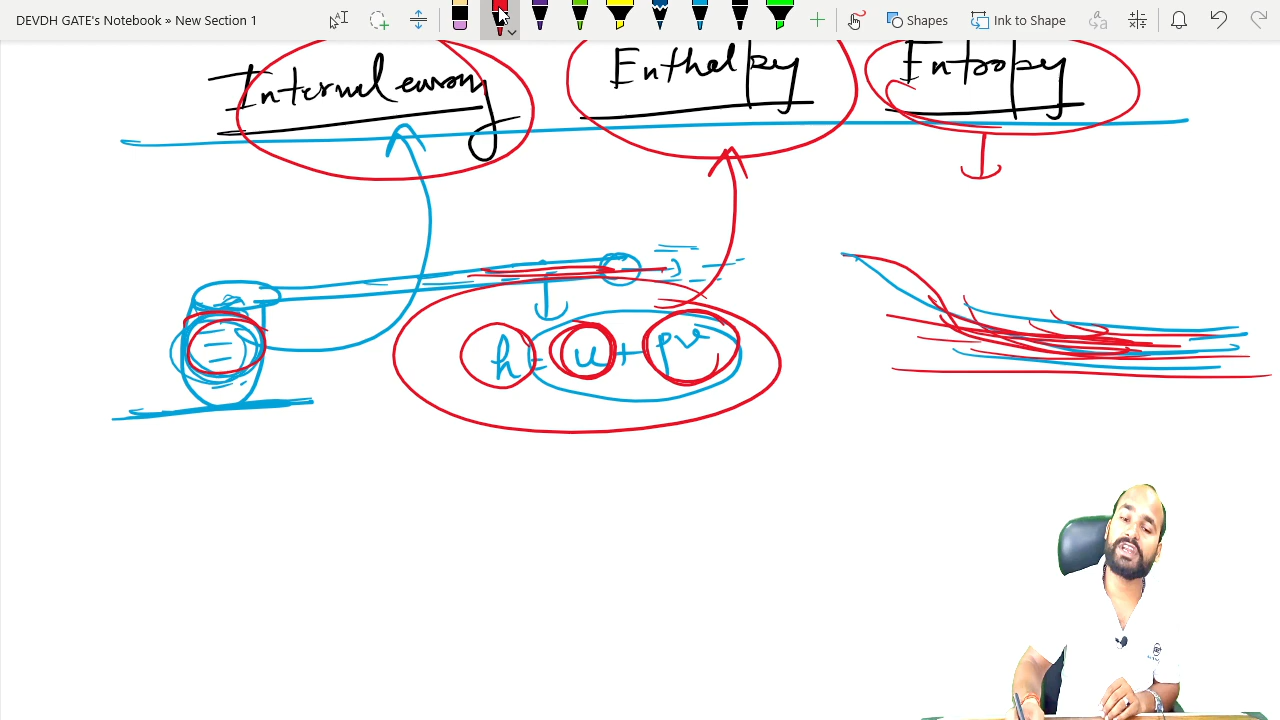 DEVDH GATE's Notebook » New Section 1
Shapes
Ink to Shape
Internal energy
Enthalpy
Entropy
h = u + pv